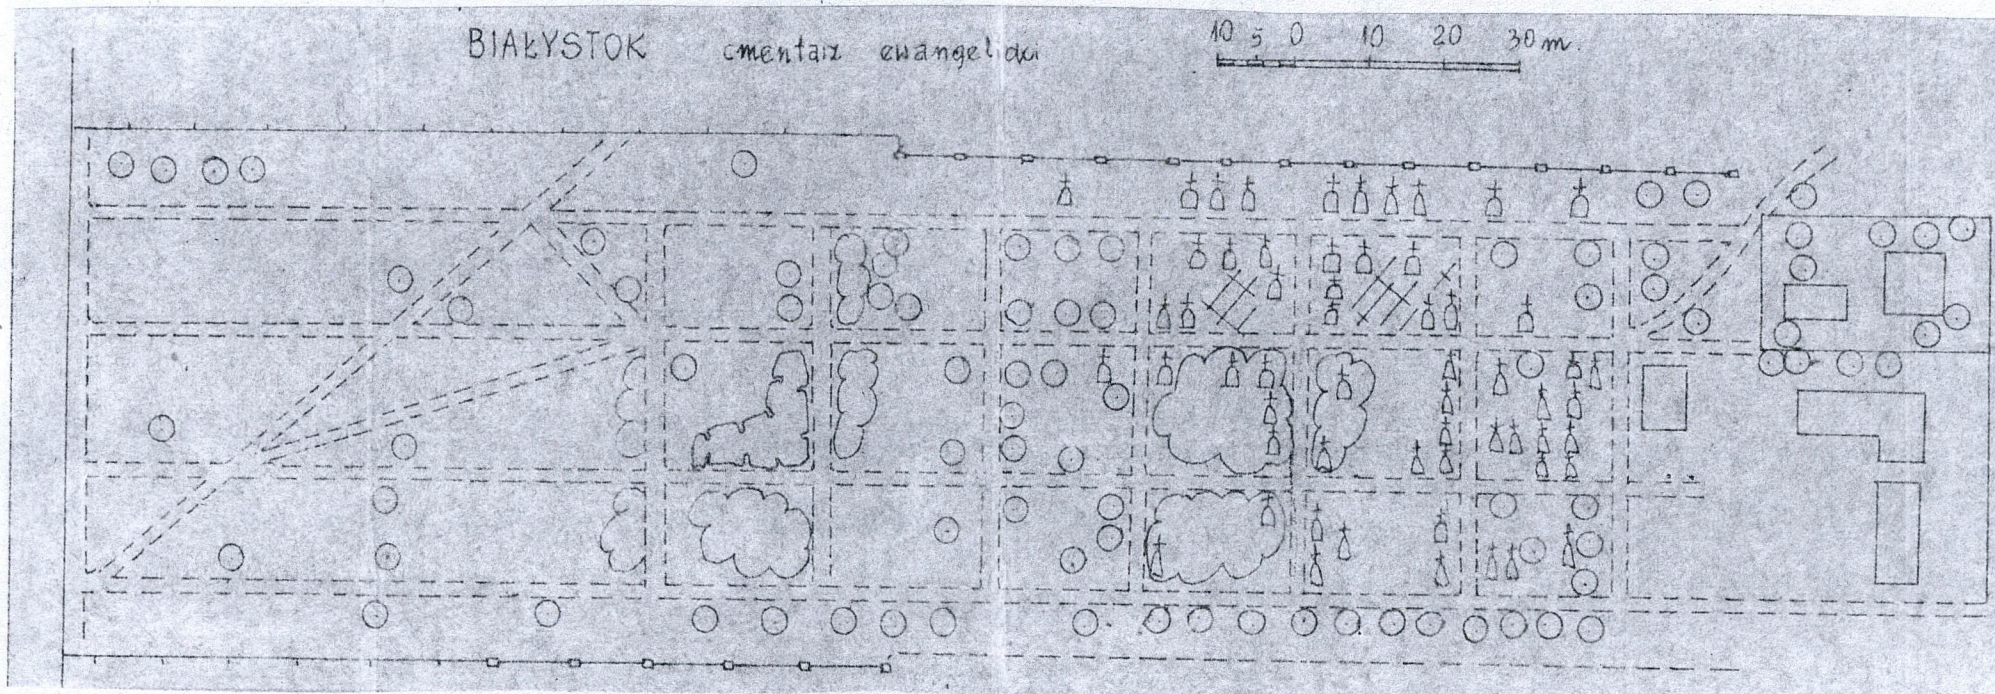 BIAŁYSTOK cmentarz ewangelicki
10 5 0 10 20 30 m.